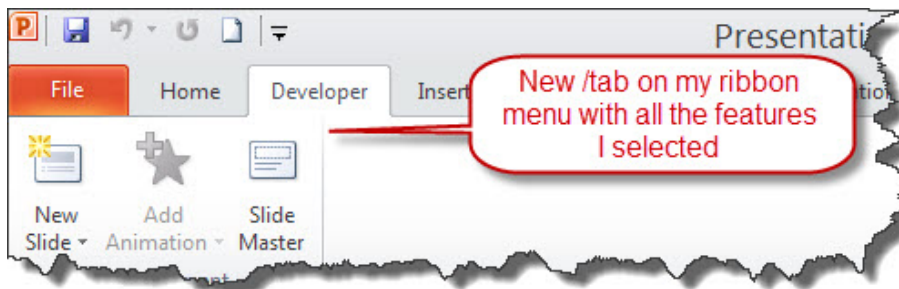 Presentati
File Home Developer Insert
New /tab on my ribbon
menu with all the features
I selected
New Add Slide
Slide Animation Master